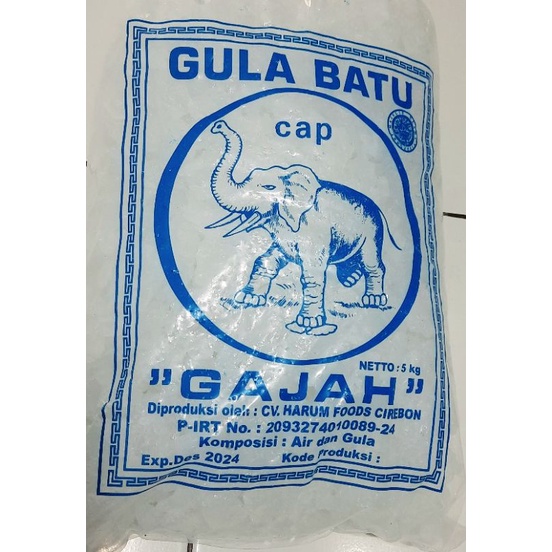 GULA BATU
cap
NETTO : 5 kg
"GAJAH"
Diproduksi oleh : CV. HARUM FOODS CIREBON
P-IRT No. : 2093274010089-24
Komposisi : Air dan Gula
Exp.Des 2024 Kode Produksi :